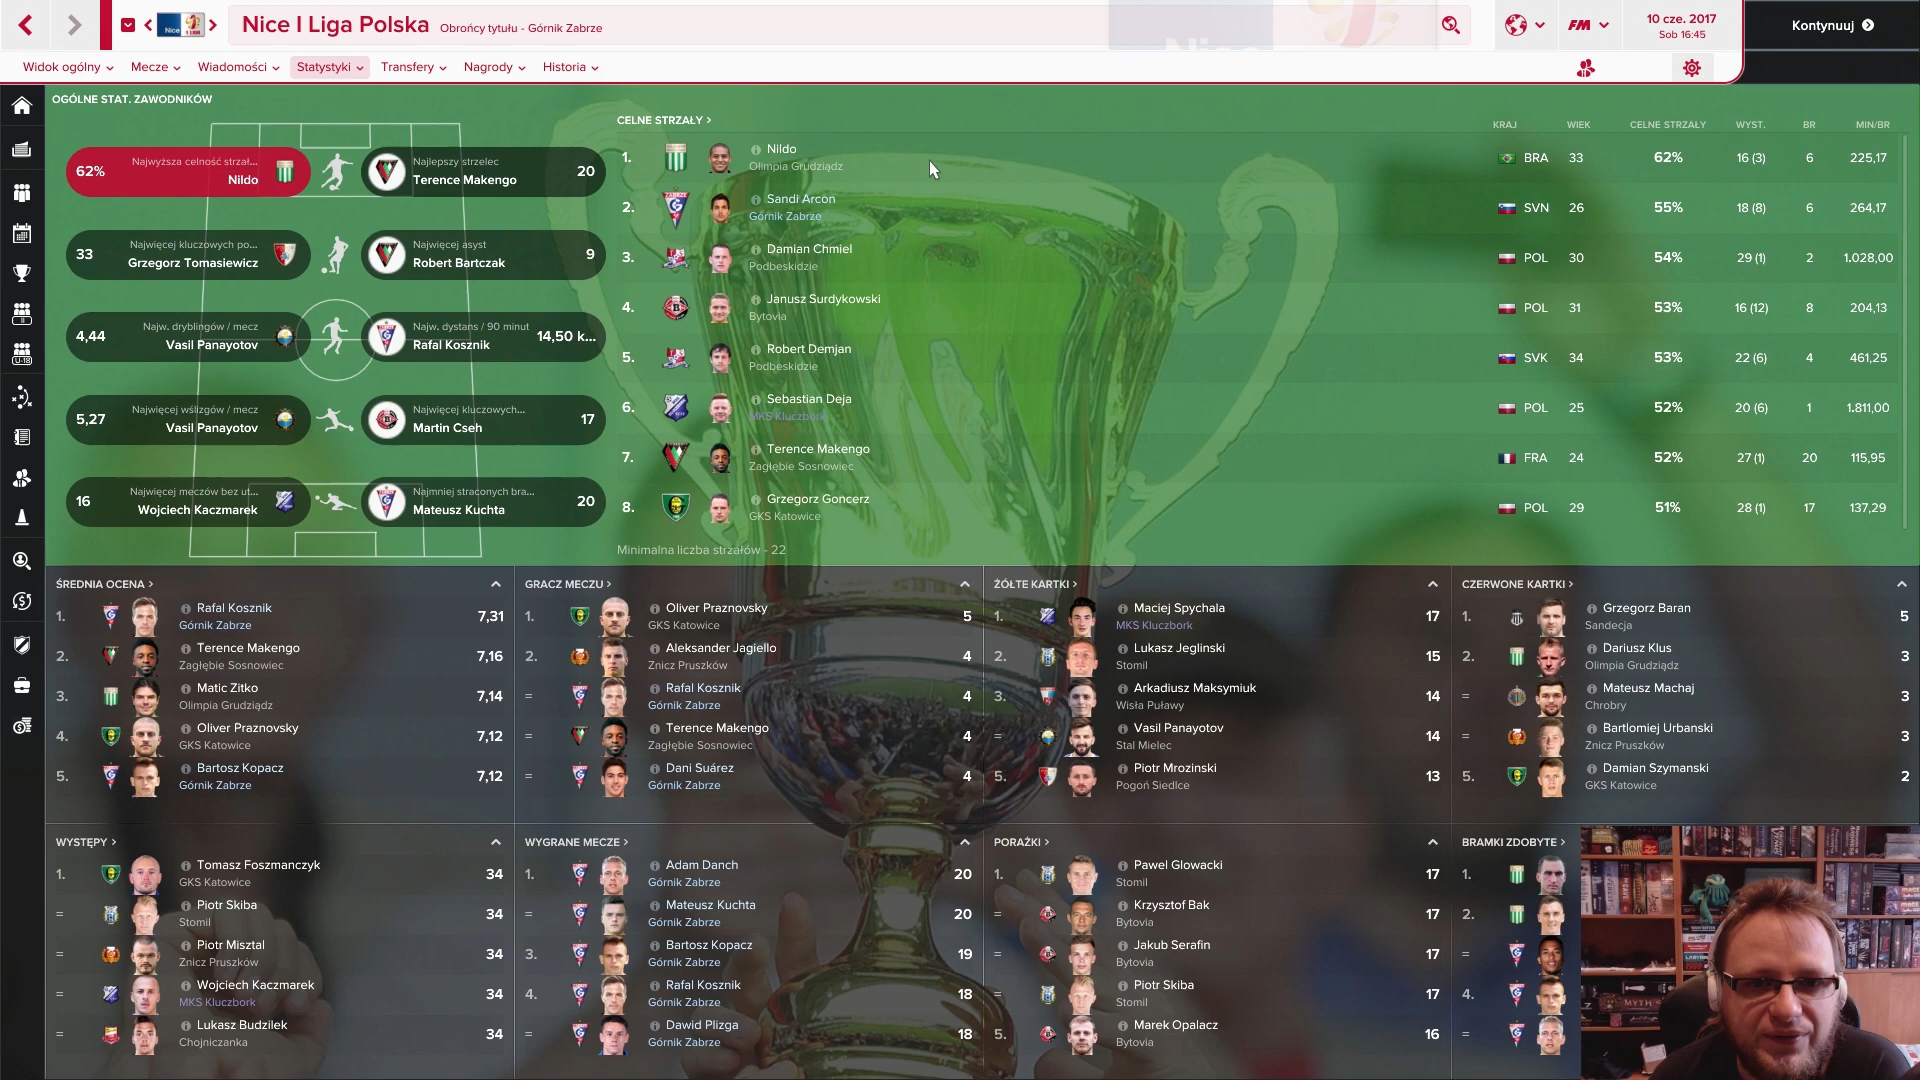 Nice I Liga Polska
Obrońcy tytułu - Górnik Zabrze
FM
10 cze. 2017
Sob 16:45
Kontynuuj
Widok ogólny
Mecze
Wiadomości
Statystyki
Transfery
Nagrody
Historia
OGÓLNE STAT. ZAWODNIKÓW
62%
Najwyższa celność strzał...
Nildo
Najlepszy strzelec
Terence Makengo
20
33
Najwięcej kluczowych po...
Grzegorz Tomasiewicz
Najwięcej asyst
Robert Bartczak
9
4,44
Najw. dryblingów / mecz
Vasil Panayotov
Najw. dystans / 90 minut
Rafal Kosznik
14,50 k...
5,27
Najwięcej wślizgów / mecz
Vasil Panayotov
Najwięcej kluczowych...
Martin Cseh
17
16
Najwięcej meczów bez ut...
Wojciech Kaczmarek
Najmniej straconych bra...
Mateusz Kuchta
20
CELNE STRZAŁY >
KRAJ WIEK CELNE STRZAŁY WYST. BR MIN/BR
1. Nildo BRA 33 62% 16 (3) 6 225,17
Olimpia Grudziądz
2. Sandi Arcon SVN 26 55% 18 (8) 6 264,17
Górnik Zabrze
3. Damian Chmiel POL 30 54% 29 (1) 2 1.028,00
Podbeskidzie
4. Janusz Surdykowski POL 31 53% 16 (12) 8 204,13
Bytovia
5. Robert Demjan SVK 34 53% 22 (6) 4 461,25
Podbeskidzie
6. Sebastian Deja POL 25 52% 20 (6) 1 1.811,00
MKS Kluczbork
7. Terence Makengo FRA 24 52% 27 (1) 20 115,95
Zagłębie Sosnowiec
8. Grzegorz Goncerz POL 29 51% 28 (1) 17 137,29
GKS Katowice
Minimalna liczba strzałów - 22
ŚREDNIA OCENA >
1. Rafal Kosznik 7,31
Górnik Zabrze
2. Terence Makengo 7,16
Zagłębie Sosnowiec
3. Matic Zitko 7,14
Olimpia Grudziądz
4. Oliver Praznovsky 7,12
GKS Katowice
5. Bartosz Kopacz 7,12
Górnik Zabrze
GRACZ MECZU >
1. Oliver Praznovsky 5
GKS Katowice
2. Aleksander Jagiello 4
Znicz Pruszków
= Rafal Kosznik 4
Górnik Zabrze
= Terence Makengo 4
Zagłębie Sosnowiec
= Dani Suárez 4
Górnik Zabrze
ŻÓŁTE KARTKI >
1. Maciej Spychala 17
MKS Kluczbork
2. Lukasz Jeglinski 15
Stomil
3. Arkadiusz Maksymiuk 14
Wisła Puławy
= Vasil Panayotov 14
Stal Mielec
5. Piotr Mrozinski 13
Pogoń Siedlce
CZERWONE KARTKI >
1. Grzegorz Baran 5
Sandecja
2. Dariusz Klus 3
Olimpia Grudziądz
= Mateusz Machaj 3
Chrobry
= Bartlomiej Urbanski 3
Znicz Pruszków
5. Damian Szymanski 2
GKS Katowice
WYSTĘPY >
1. Tomasz Foszmanczyk 34
GKS Katowice
= Piotr Skiba 34
Stomil
= Piotr Misztal 34
Znicz Pruszków
= Wojciech Kaczmarek 34
MKS Kluczbork
= Lukasz Budzilek 34
Chojniczanka
WYGRANE MECZE >
1. Adam Danch 20
Górnik Zabrze
= Mateusz Kuchta 20
Górnik Zabrze
3. Bartosz Kopacz 19
Górnik Zabrze
4. Rafal Kosznik 18
Górnik Zabrze
= Dawid Plizga 18
Górnik Zabrze
PORAŻKI >
1. Pawel Glowacki 17
Stomil
= Krzysztof Bak 17
Bytovia
= Jakub Serafin 17
Bytovia
= Piotr Skiba 17
Stomil
5. Marek Opalacz 16
Bytovia
BRAMKI ZDOBYTE >
1.
2.
=
4.
=